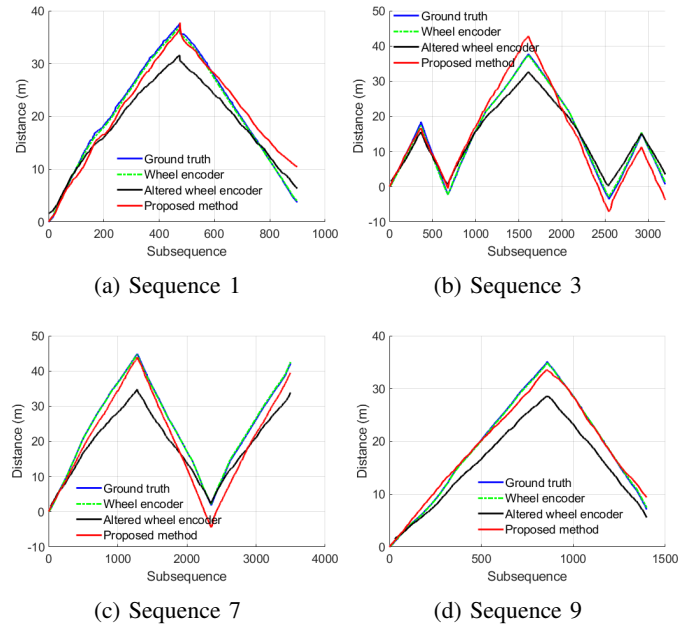 40
30
20
10
0
Distance (m)
0 200 400 600 800 1000
Subsequence
Ground truth
Wheel encoder
Altered wheel encoder
Proposed method
(a) Sequence 1
50
40
30
20
10
0
-10
Distance (m)
0 500 1000 1500 2000 2500 3000
Subsequence
Ground truth
Wheel encoder
Altered wheel encoder
Proposed method
(b) Sequence 3
50
40
30
20
10
0
-10
Distance (m)
0 1000 2000 3000 4000
Subsequence
Ground truth
Wheel encoder
Altered wheel encoder
Proposed method
(c) Sequence 7
40
30
20
10
0
Distance (m)
0 500 1000 1500
Subsequence
Ground truth
Wheel encoder
Altered wheel encoder
Proposed method
(d) Sequence 9